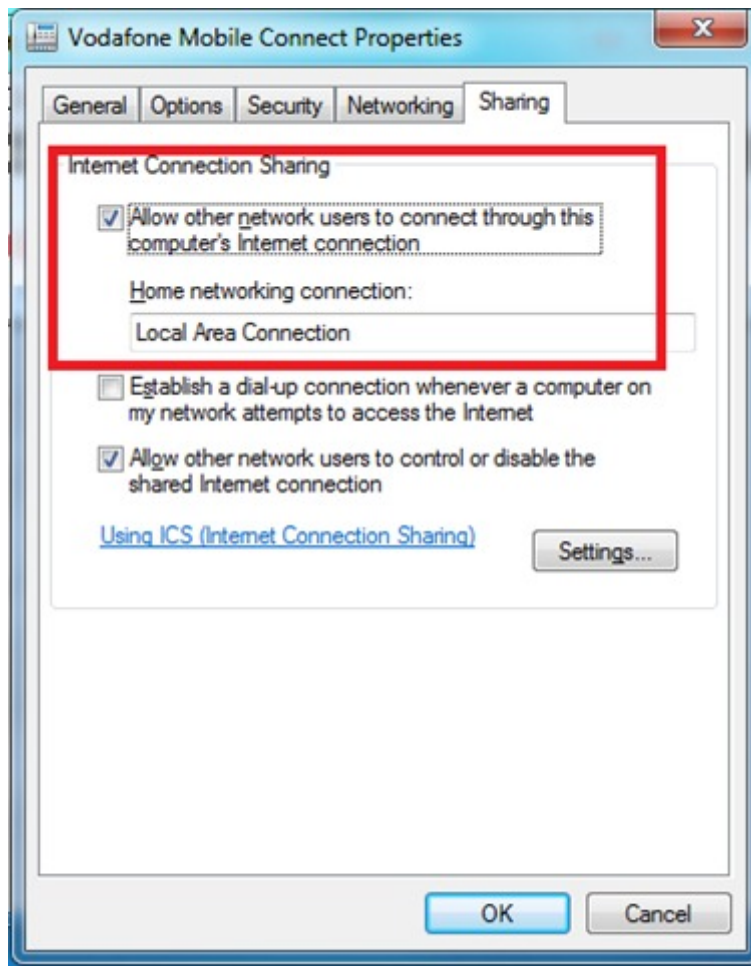 Vodafone Mobile Connect Properties
X
General Options Security Networking Sharing
Internet Connection Sharing
Allow other network users to connect through this
computer's Internet connection
Home networking connection:
Local Area Connection
Establish a dial-up connection whenever a computer on
my network attempts to access the Internet
Allow other network users to control or disable the
shared Internet connection
Using ICS (Internet Connection Sharing)
Settings...
OK Cancel